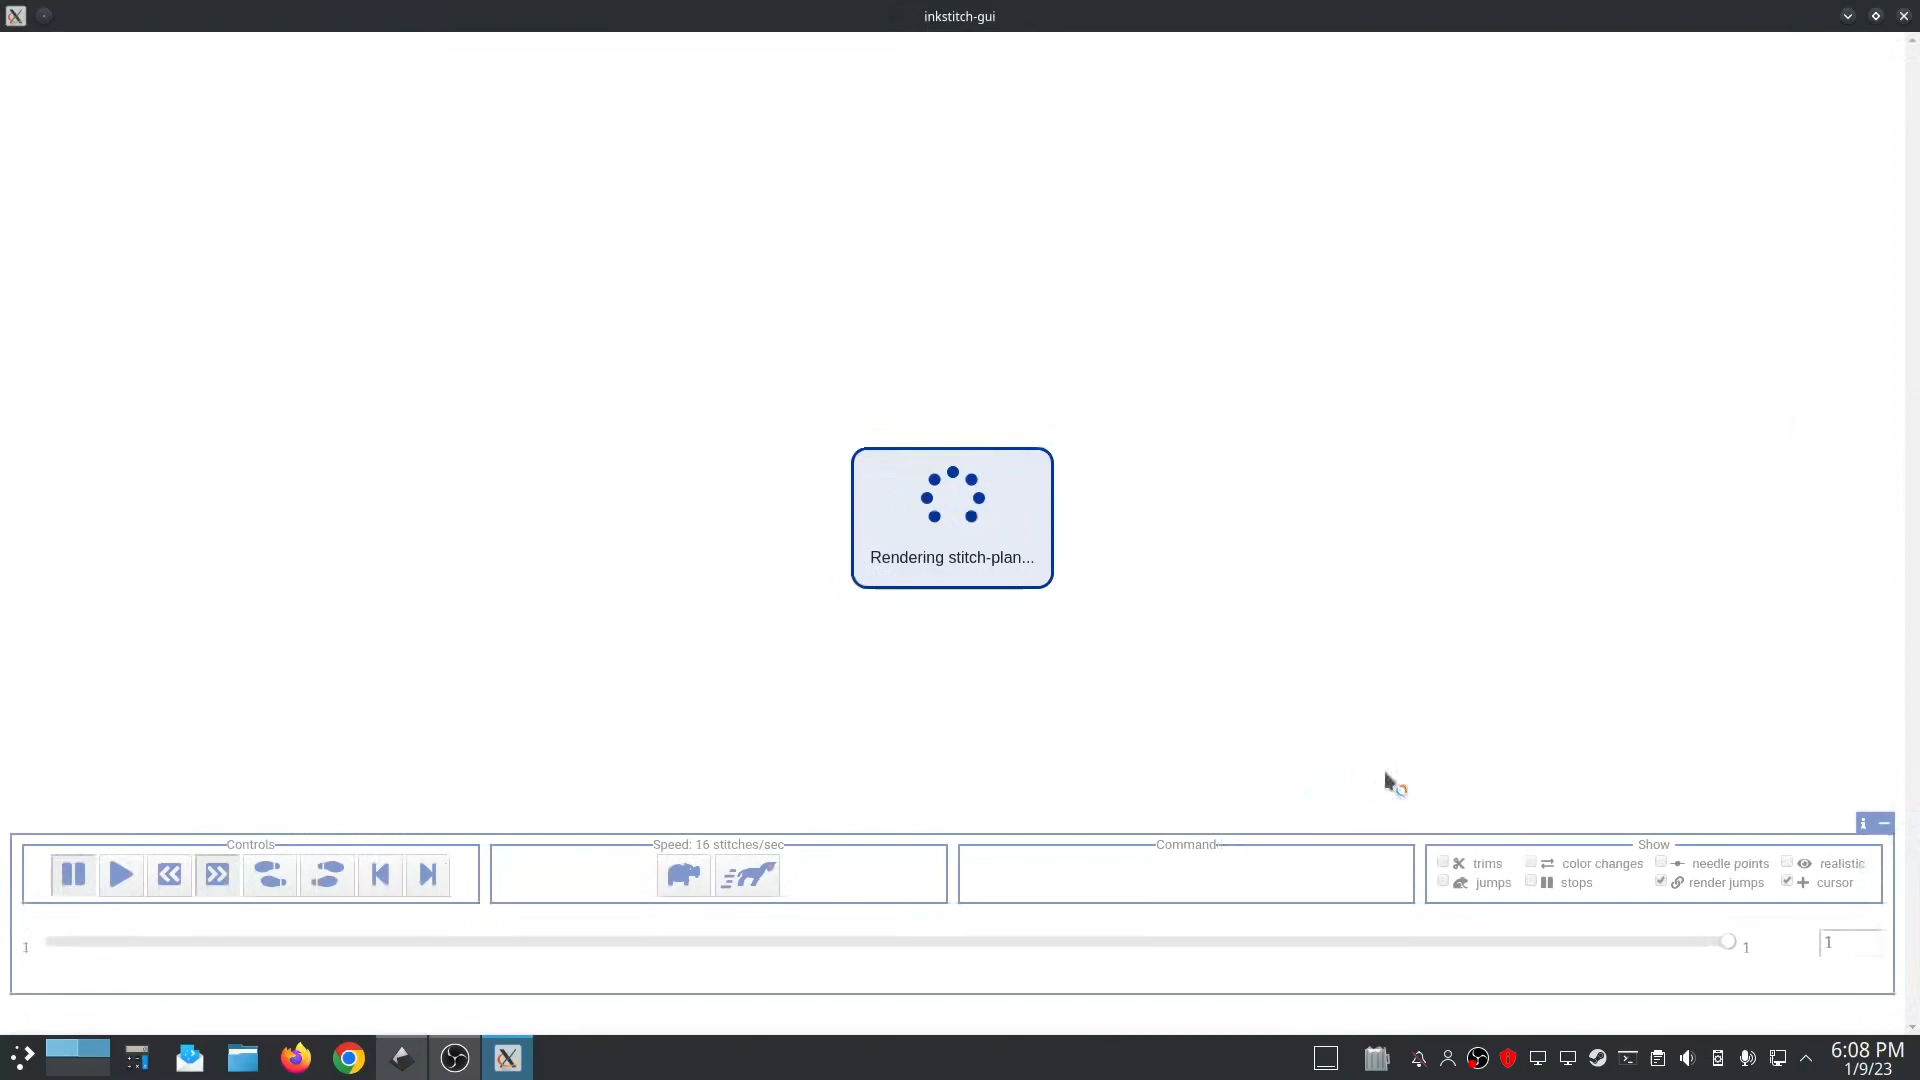 inkstitch-gui
Rendering stitch-plan...
Controls
Speed: 16 stitches/sec
Command:
Show
trims
color changes
needle points
realistic
jumps
stops
render jumps
cursor
1
1
1
6:08 PM
1/9/23